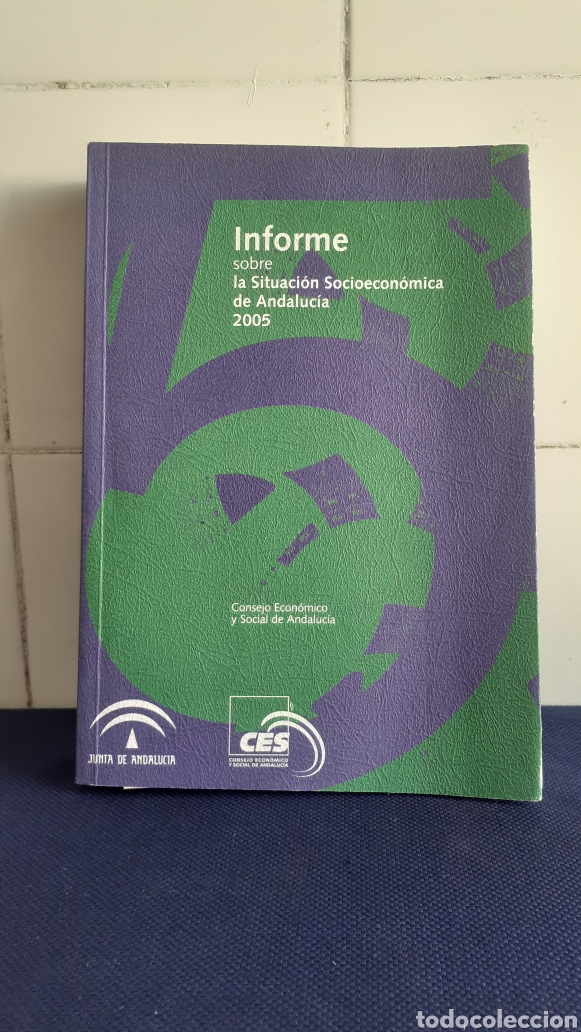 Informe
sobre
la Situación Socioeconómica
de Andalucía
2005
Consejo Económico
y Social de Andalucía
JUNTA DE ANDALUCIA
CES
CONSEJO ECONÓMICO
Y SOCIAL DE ANDALUCÍA
todocoleccion